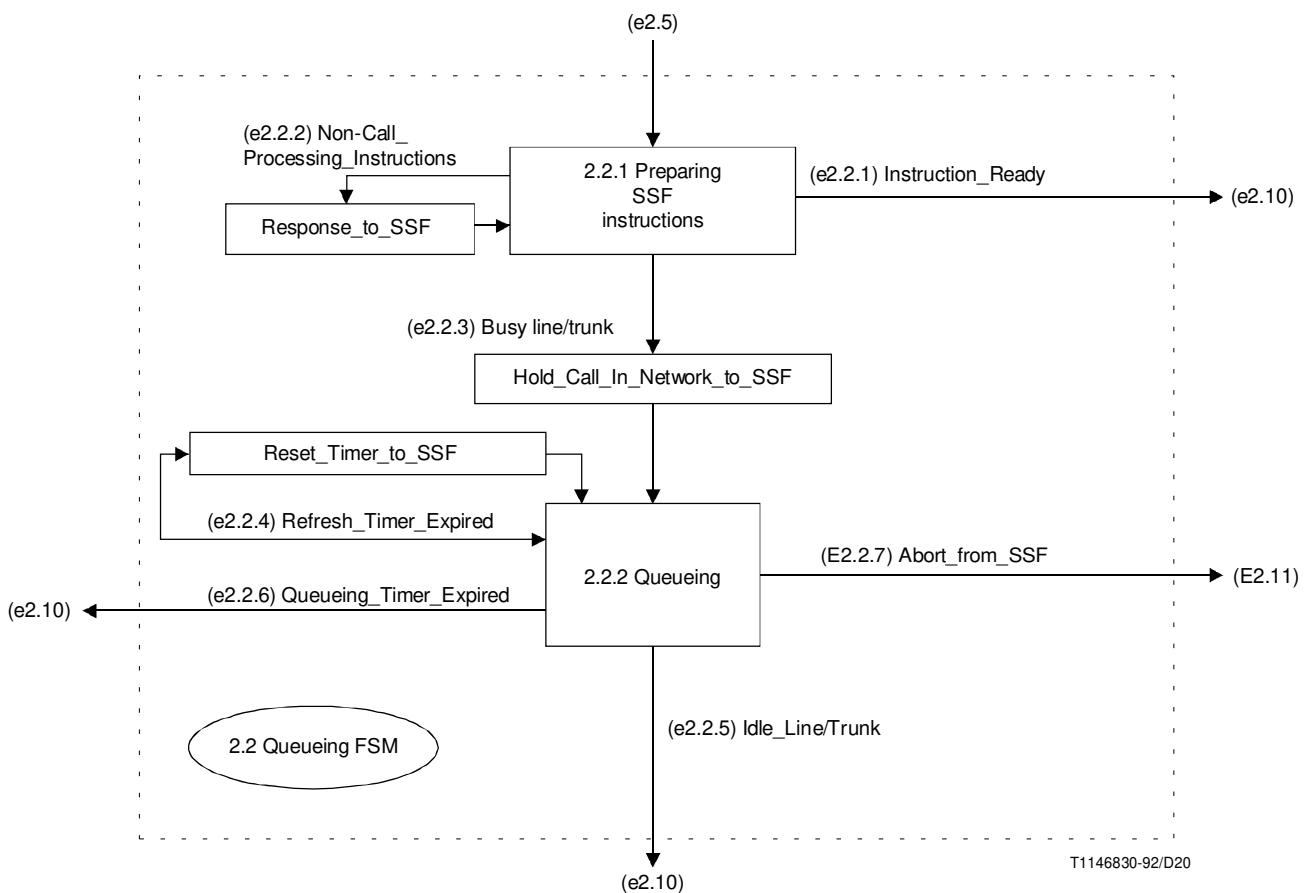 (e2.5)
(e2.2.2) Non-Call_
Processing_Instructions
2.2.1 Preparing
SSF
instructions
(e2.2.1) Instruction_Ready
(e2.10)
Response_to_SSF
(e2.2.3) Busy line/trunk
Hold_Call_In_Network_to_SSF
Reset_Timer_to_SSF
(e2.2.4) Refresh_Timer_Expired
2.2.2 Queueing
(E2.2.7) Abort_from_SSF
(E2.11)
(e2.2.6) Queueing_Timer_Expired
(e2.10)
(e2.2.5) Idle_Line/Trunk
2.2 Queueing FSM
T1146830-92/D20
(e2.10)